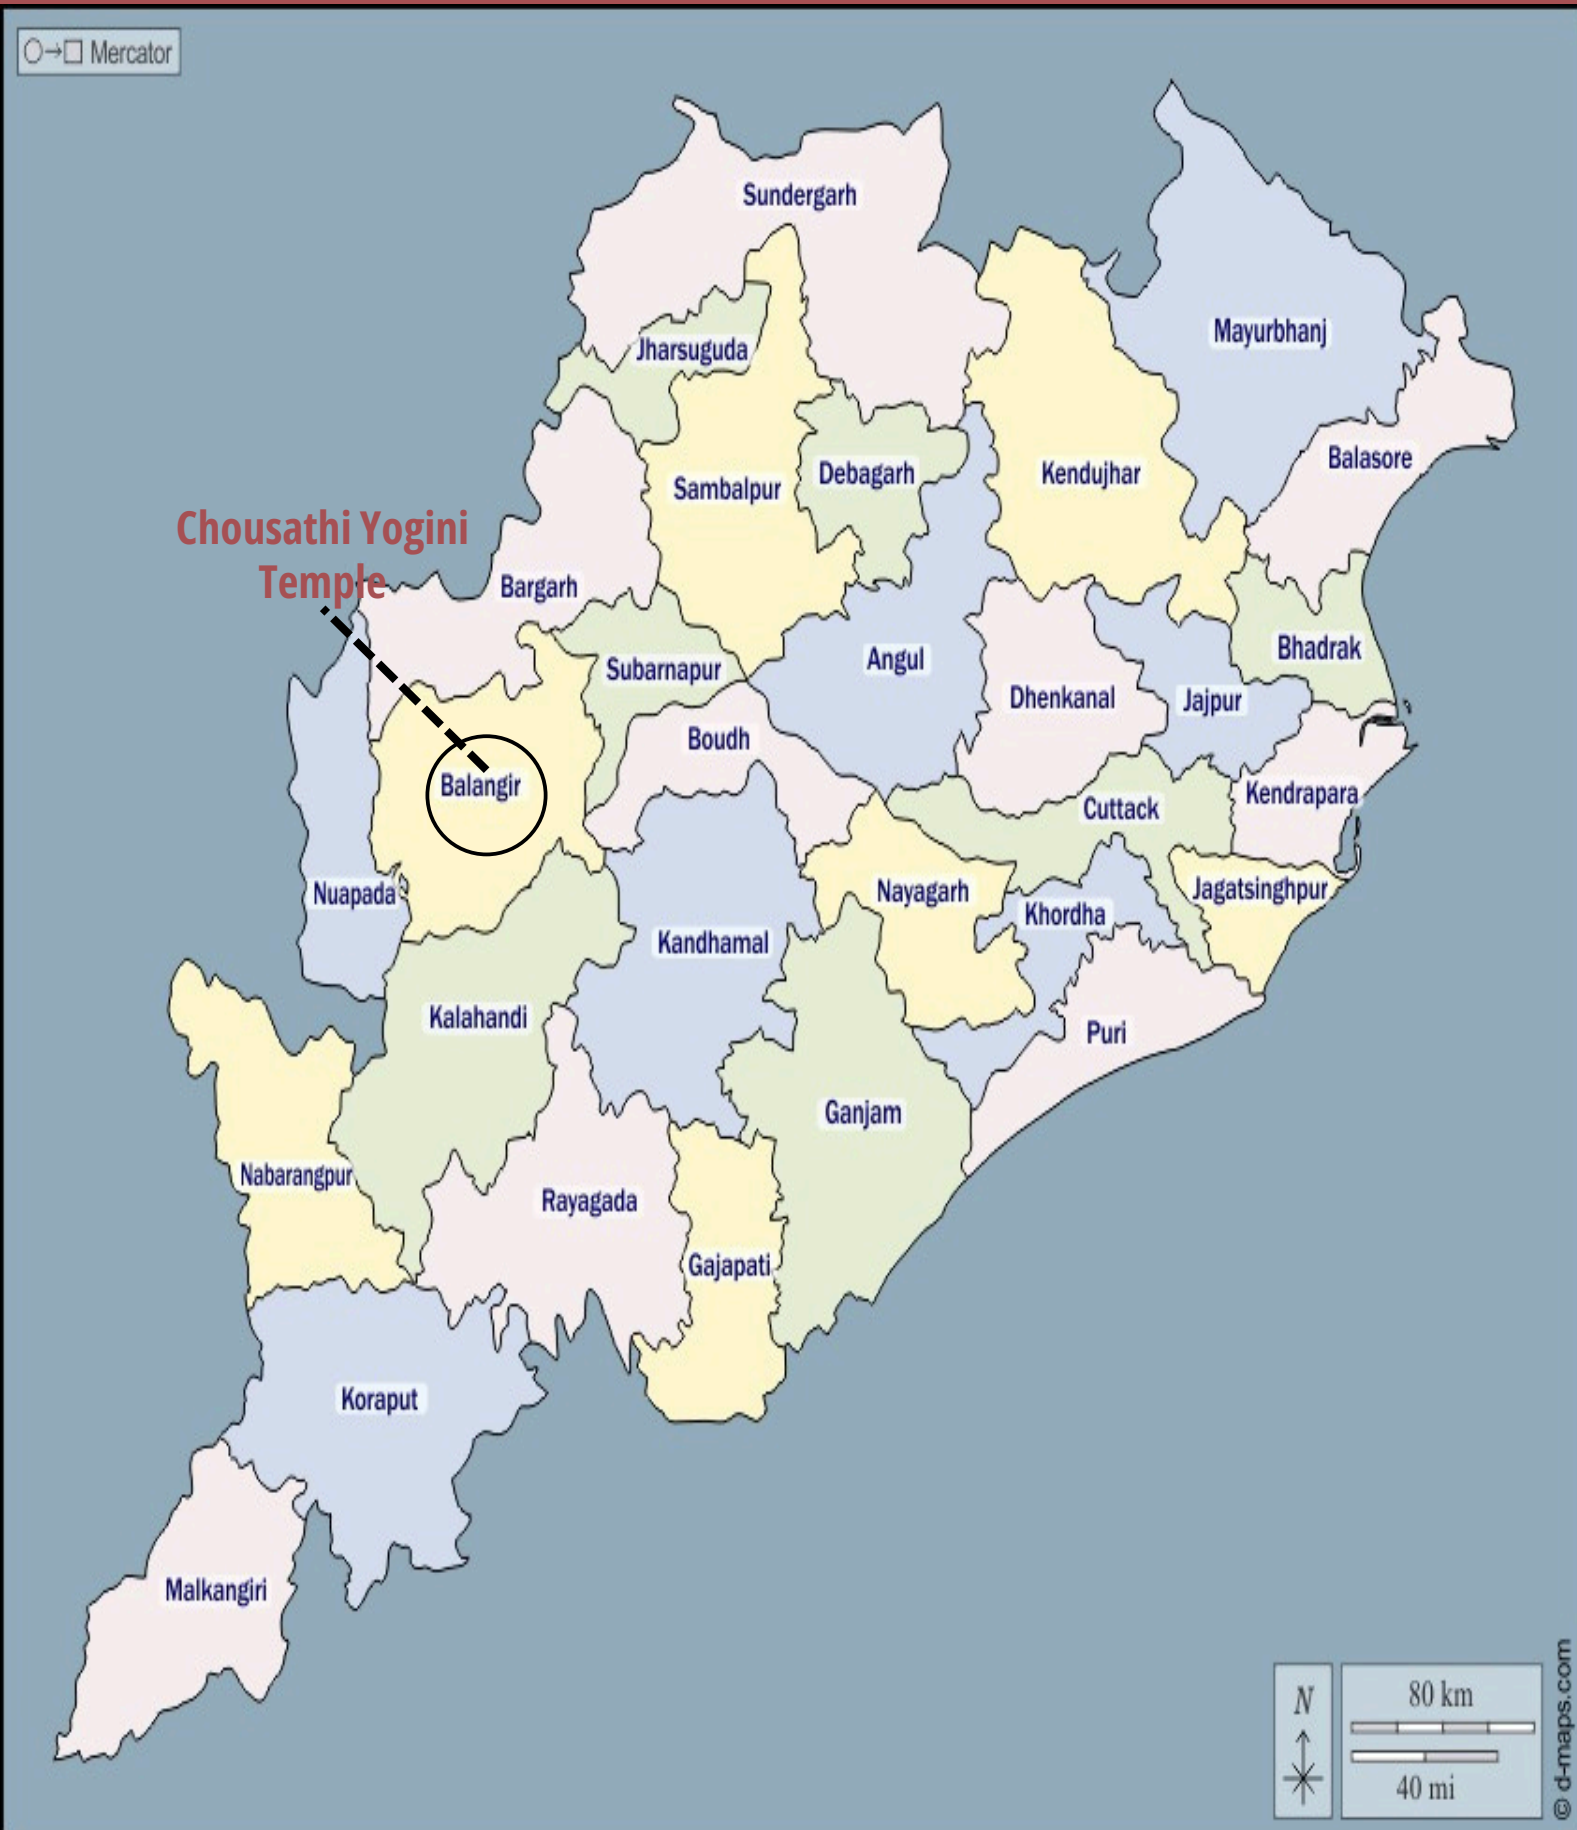 Mercator
Sundergarh
Mayurbhanj
Jharsuguda
Balasore
Debagarh
Kendujhar
Sambalpur
Chousathi Yogini
Temple
Bargarh
Bhadrak
Angul
Subarnapur
Dhenkanal
Jajpur
Boudh
Balangir
Kendrapara
Cuttack
Nuapada
Nayagarh
Jagatsinghpur
Khordha
Kandhamal
Kalahandi
Puri
Ganjam
Nabarangpur
Rayagada
Gajapati
Koraput
Malkangiri
N
80 km
40 mi
© d-maps.com